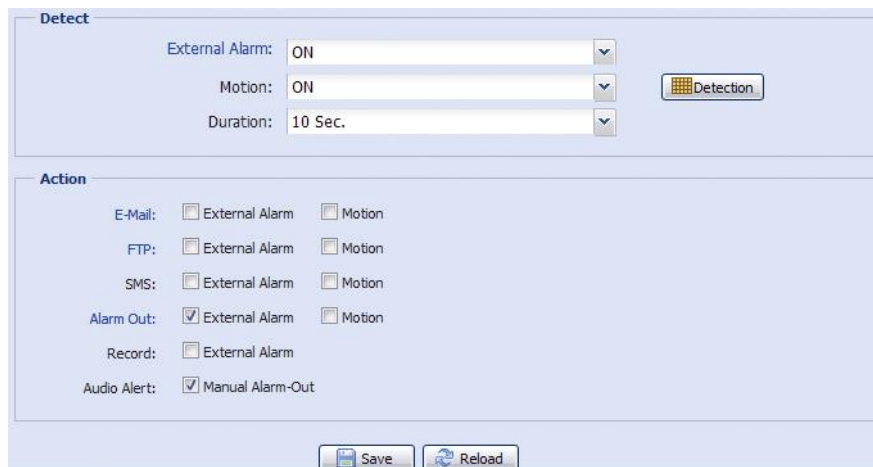 Detect
External Alarm: ON
Motion: ON Detection
Duration: 10 Sec.
Action
E-Mail: External Alarm Motion
FTP: External Alarm Motion
SMS: External Alarm Motion
Alarm Out: External Alarm Motion
Record: External Alarm
Audio Alert: Manual Alarm-Out
Save Reload